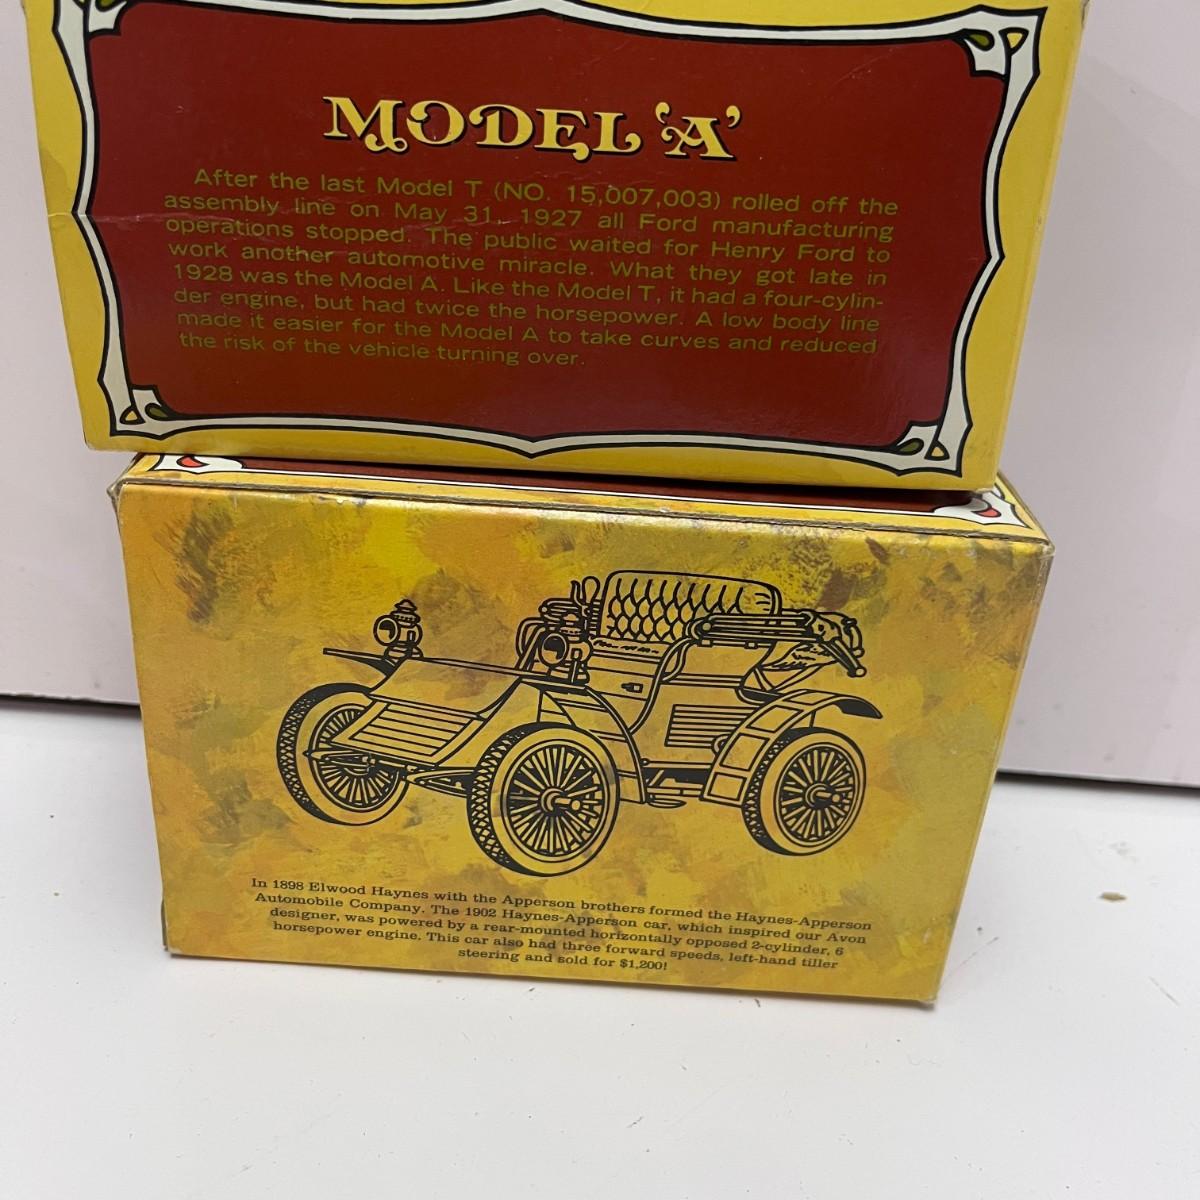 MODEL 'A'
After the last Model T (NO. 15,007,003) rolled off the
assembly line on May 31, 1927 all Ford manufacturing
operations stopped. The public waited for Henry Ford to
work another automotive miracle. What they got late in
1928 was the Model A. Like the Model T, it had a four-cylin-
der engine, but had twice the horsepower. A low body line
made it easier for the Model A to take curves and reduced
the risk of the vehicle turning over.
In 1898 Elwood Haynes with the Apperson brothers formed the Haynes-Apperson
Automobile Company. The 1902 Haynes-Apperson car, which inspired our Avon
designer, was powered by a rear-mounted horizontally opposed 2-cylinder, 6
horsepower engine. This car also had three forward speeds, left-hand tiller
steering and sold for $1,200!